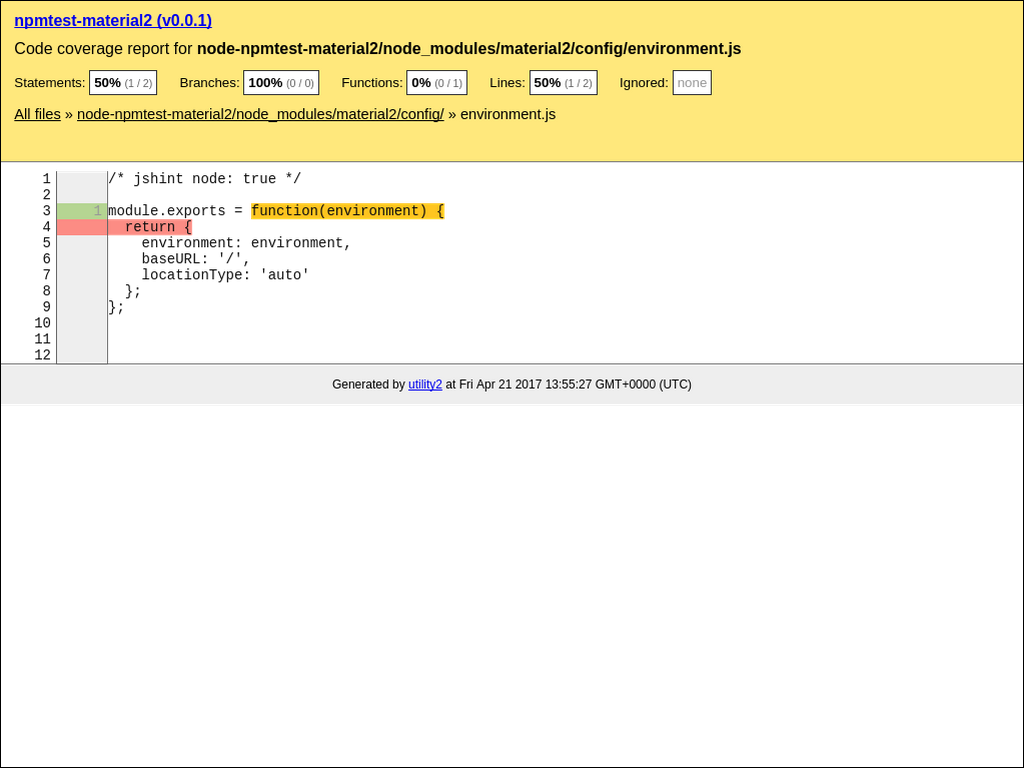 npmtest-material2 (v0.0.1)
Code coverage report for node-npmtest-material2/node_modules/material2/config/environment.js
Statements: 50% (1 / 2) Branches: 100% (0 / 0) Functions: 0% (0 / 1) Lines: 50% (1 / 2) Ignored: none
All files » node-npmtest-material2/node_modules/material2/config/ » environment.js
1 /* jshint node: true */
2
3 1 module.exports = function(environment) {
4 return {
5 environment: environment,
6 baseURL: '/',
7 locationType: 'auto'
8 };
9 };
10
11
12
Generated by utility2 at Fri Apr 21 2017 13:55:27 GMT+0000 (UTC)